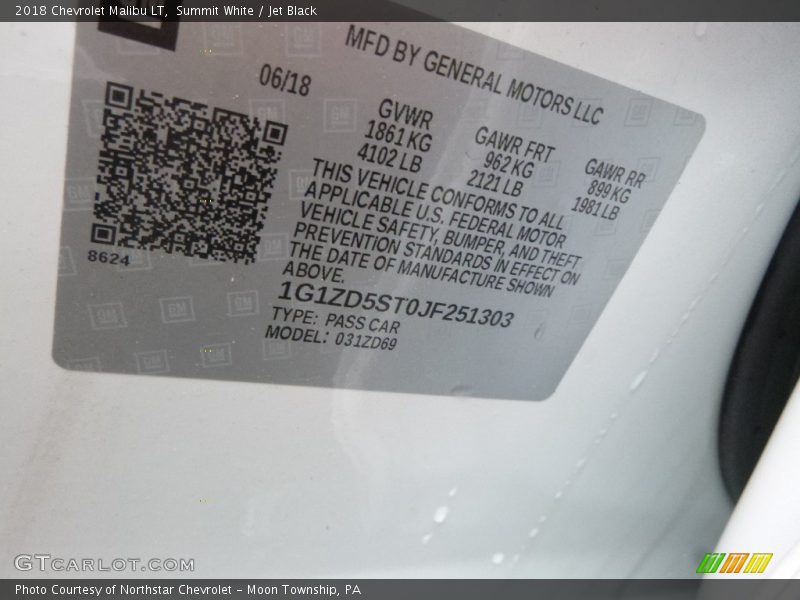 2018 Chevrolet Malibu LT, Summit White / Jet Black
MFD BY GENERAL MOTORS LLC
06/18
GVWR
1861 KG
4102 LB
GAWR FRT
962 KG
2121 LB
GAWR RR
899 KG
1981 LB
THIS VEHICLE CONFORMS TO ALL
APPLICABLE U.S. FEDERAL MOTOR
VEHICLE SAFETY, BUMPER, AND THEFT
PREVENTION STANDARDS IN EFFECT ON
THE DATE OF MANUFACTURE SHOWN
ABOVE.
8624
1G1ZD5ST0JF251303
TYPE: PASS CAR
MODEL: 031ZD69
GTCARLOT.COM
Photo Courtesy of Northstar Chevrolet - Moon Township, PA